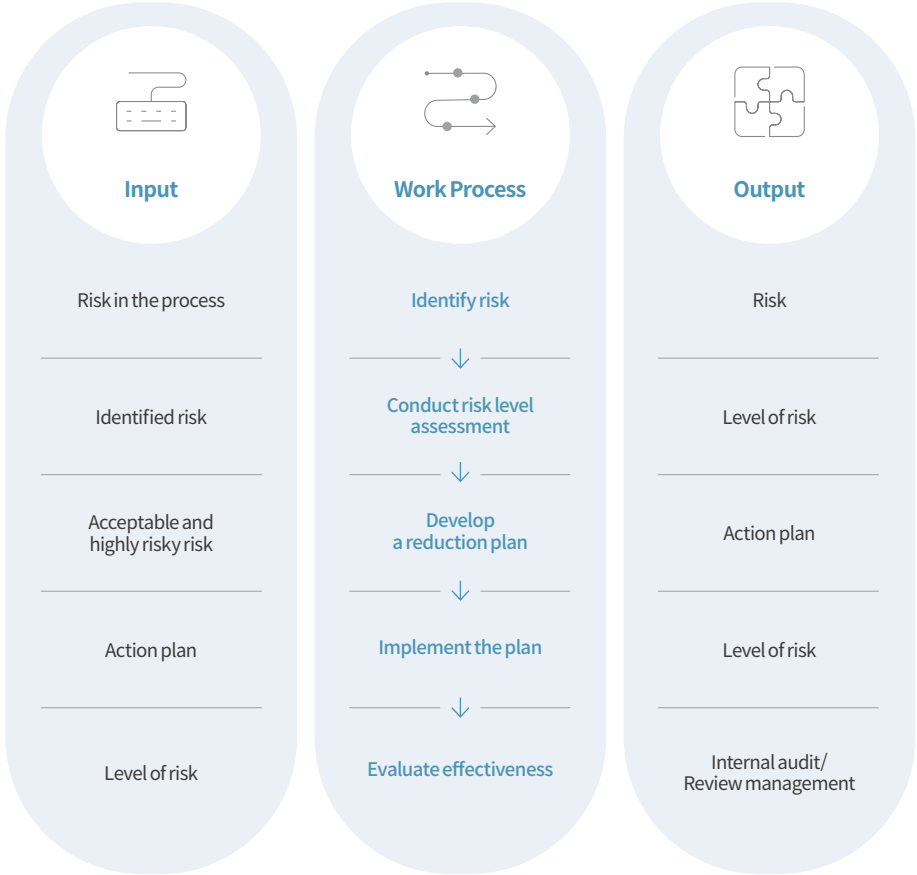 Input
Work Process
Output
Risk in the process
Identify risk
Risk
Identified risk
Conduct risk level
assessment
Level of risk
Acceptable and
highly risky risk
Develop
a reduction plan
Action plan
Action plan
Implement the plan
Level of risk
Level of risk
Evaluate effectiveness
Internal audit/
Review management